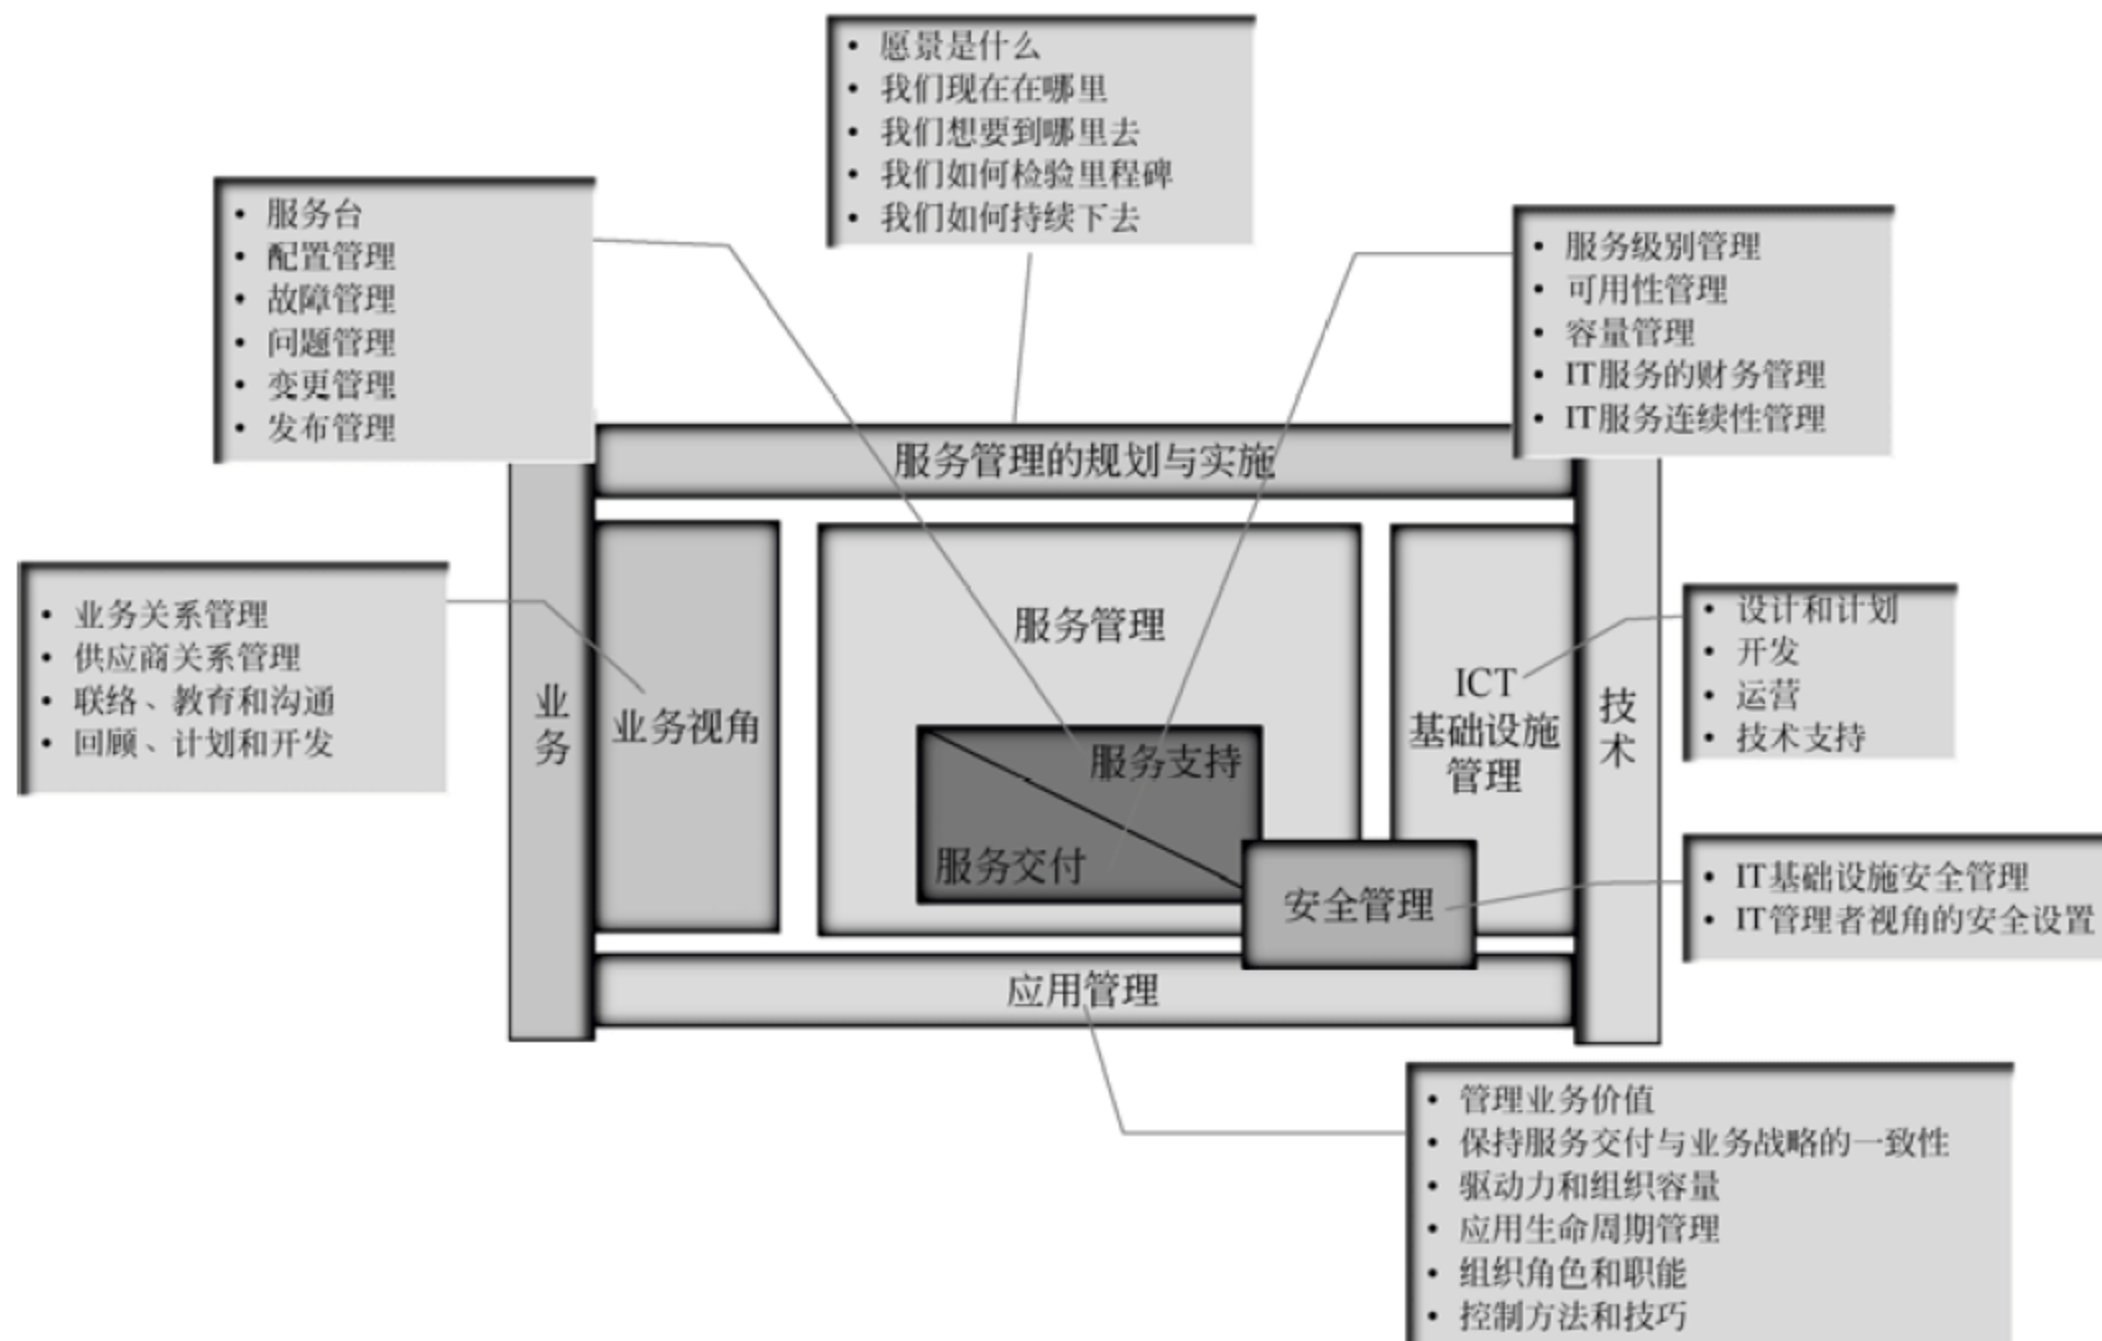 • 愿景是什么
• 我们现在在哪里
• 我们想要到哪里去
• 我们如何检验里程碑
• 我们如何持续下去
• 服务台
• 配置管理
• 故障管理
• 问题管理
• 变更管理
• 发布管理
• 服务级别管理
• 可用性管理
• 容量管理
• IT服务的财务管理
• IT服务连续性管理
服务管理的规划与实施
• 业务关系管理
• 供应商关系管理
• 联络、教育和沟通
• 回顾、计划和开发
业
务
业务视角
服务管理
服务支持
服务交付
ICT
基础设施
管理
技
术
• 设计和计划
• 开发
• 运营
• 技术支持
安全管理
• IT基础设施安全管理
• IT管理者视角的安全设置
应用管理
• 管理业务价值
• 保持服务交付与业务战略的一致性
• 驱动力和组织容量
• 应用生命周期管理
• 组织角色和职能
• 控制方法和技巧